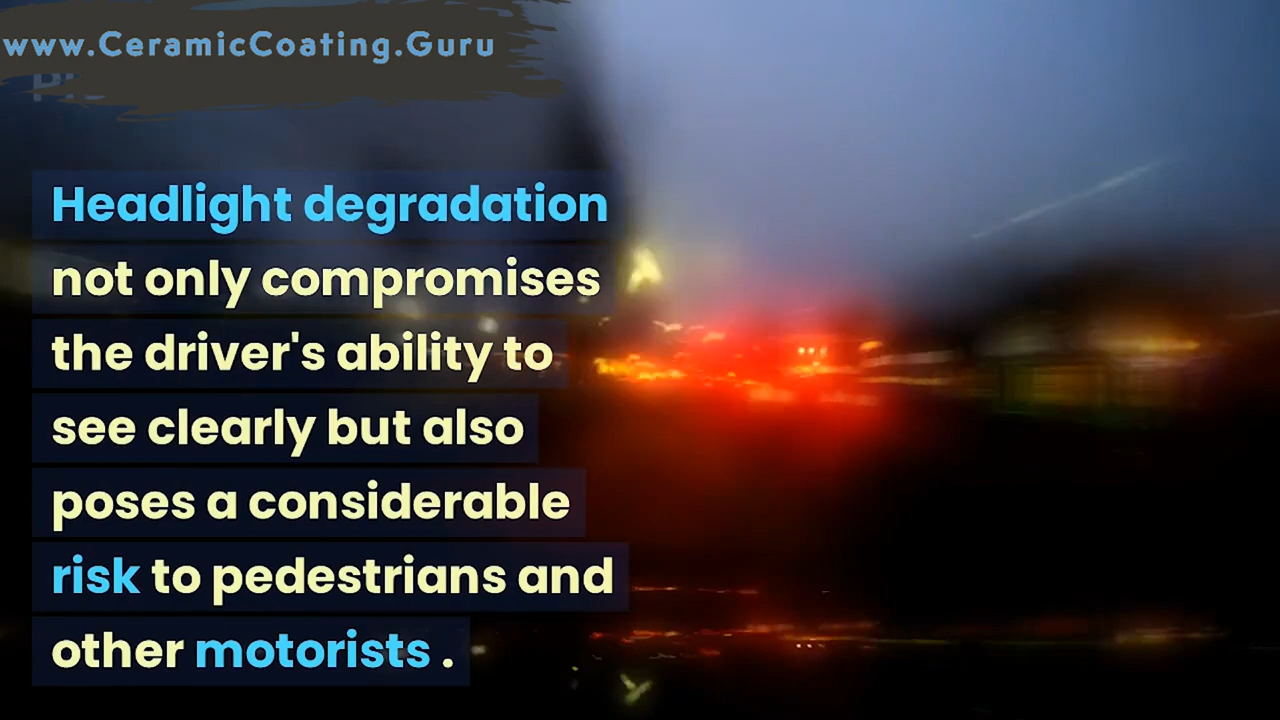 www.CeramicCoating.Guru
Headlight degradation
not only compromises
the driver's ability to
see clearly but also
poses a considerable
risk to pedestrians and
other motorists .